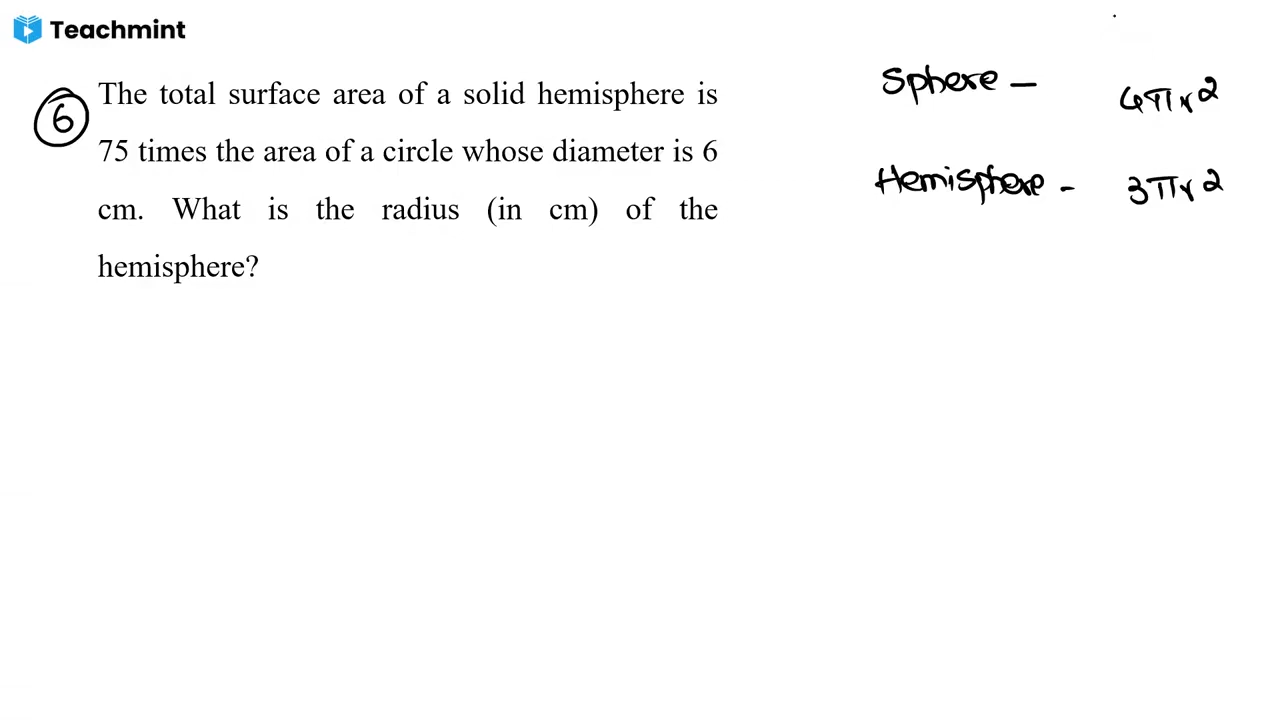 Teachmint
6
The total surface area of a solid hemisphere is
75 times the area of a circle whose diameter is 6
cm. What is the radius (in cm) of the
hemisphere?
Sphere - 4πr²
Hemisphere - 3πr²